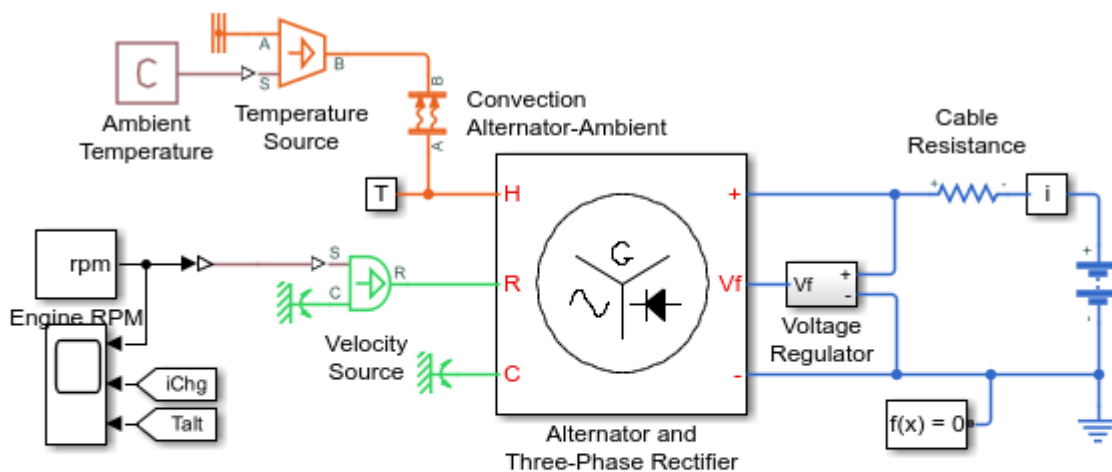 A
B
C
S
Temperature
Source
Ambient
Temperature
B
A
Convection
Alternator-Ambient
Cable
Resistance
T
H
+
+
-
i
rpm
S
R
C
R
G
Vf
Vf
+
-
+
-
Engine RPM
Velocity
Source
Voltage
Regulator
iChg
C
-
Talt
f(x) = 0
Alternator and
Three-Phase Rectifier